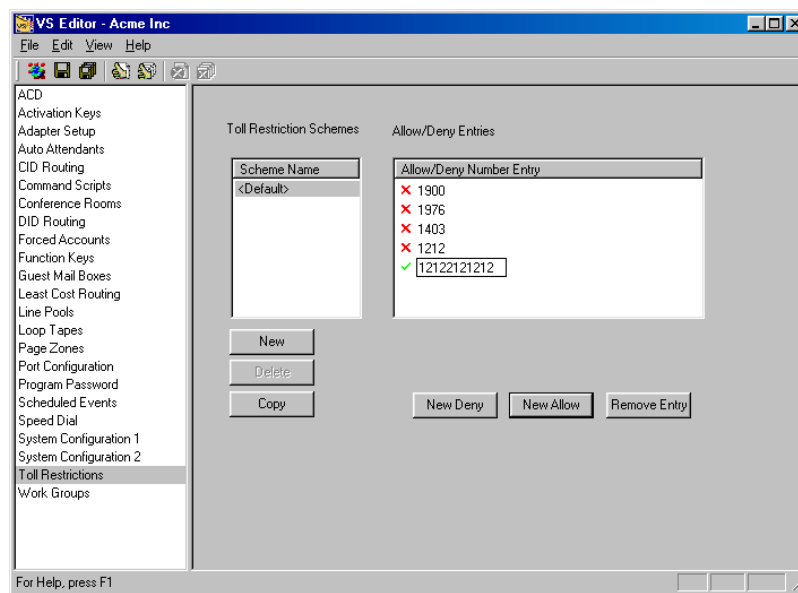 VS Editor - Acme Inc
File Edit View Help
ACD
Activation Keys
Adapter Setup
Auto Attendants
CID Routing
Command Scripts
Conference Rooms
DID Routing
Forced Accounts
Function Keys
Guest Mail Boxes
Least Cost Routing
Line Pools
Loop Tapes
Page Zones
Port Configuration
Program Password
Scheduled Events
Speed Dial
System Configuration 1
System Configuration 2
Toll Restrictions
Work Groups
Toll Restriction Schemes
Scheme Name
<Default>
New
Delete
Copy
Allow/Deny Entries
Allow/Deny Number Entry
1900
1976
1403
1212
12122121212
New Deny New Allow Remove Entry
For Help, press F1